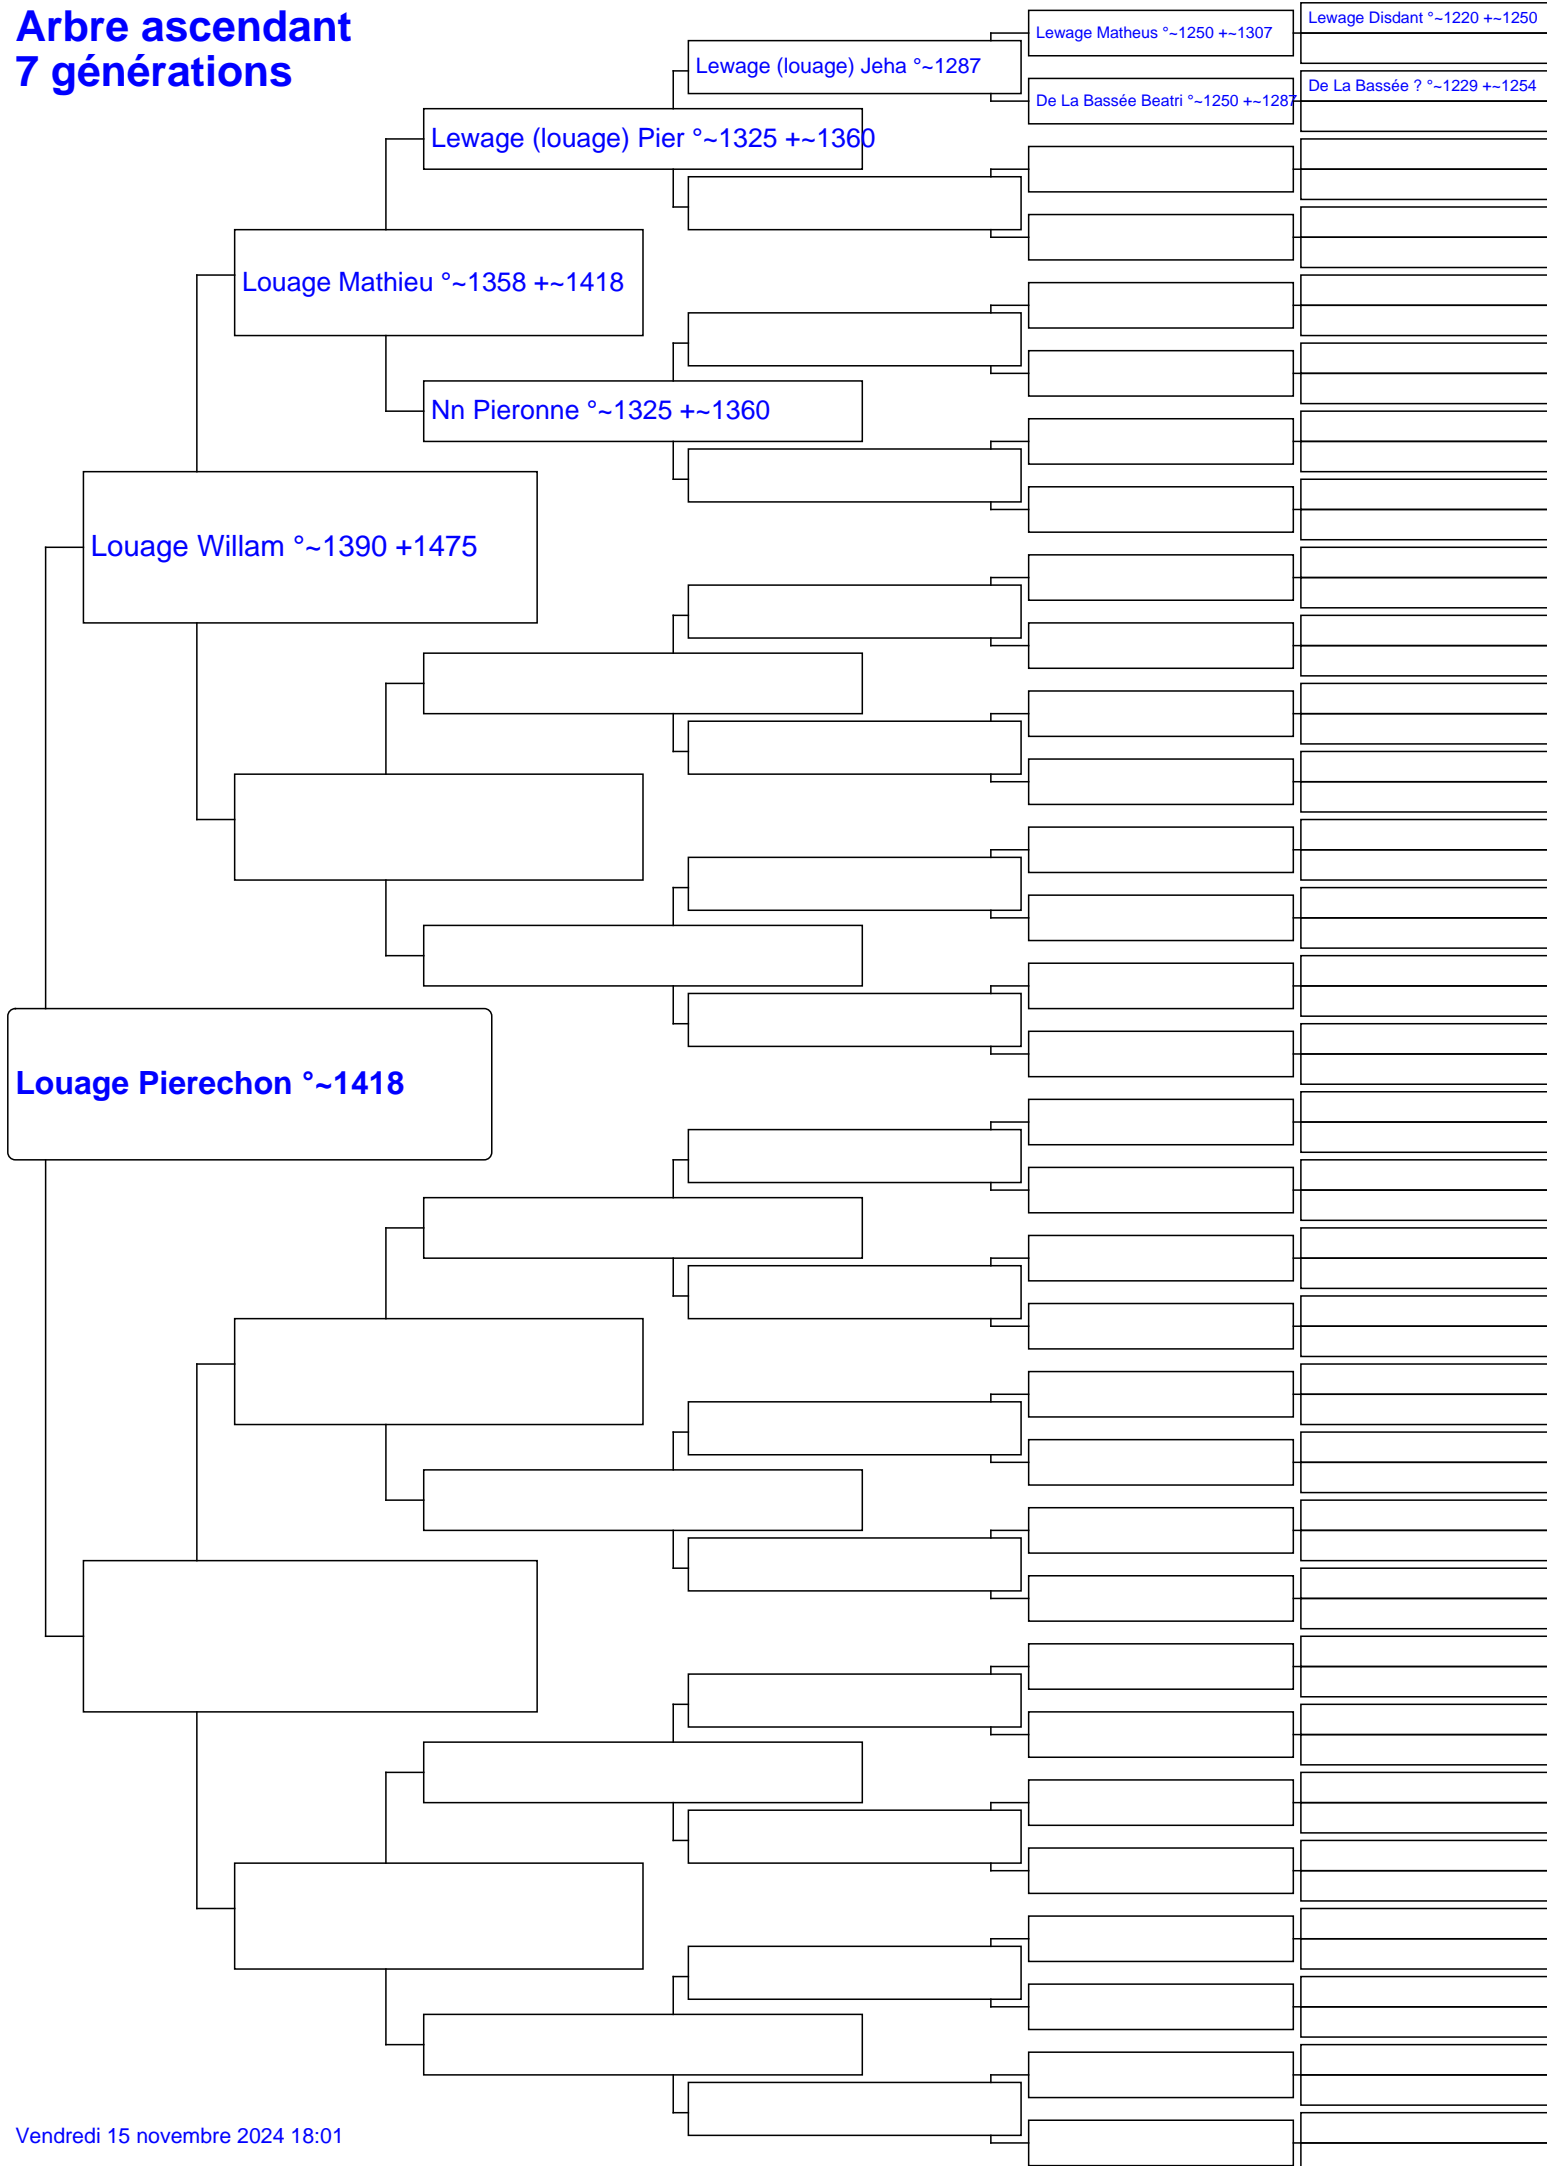 Arbre ascendant
7 générations
Lewage Disdant °~1220 +~1250
Lewage Matheus °~1250 +~1307
Lewage (louage) Jeha °~1287
De La Bassée ? °~1229 +~1254
De La Bassée Beatri °~1250 +~1287
Lewage (louage) Pier °~1325 +~1360
Louage Mathieu °~1358 +~1418
Nn Pieronne °~1325 +~1360
Louage Willam °~1390 +1475
Louage Pierechon °~1418
Vendredi 15 novembre 2024 18:01